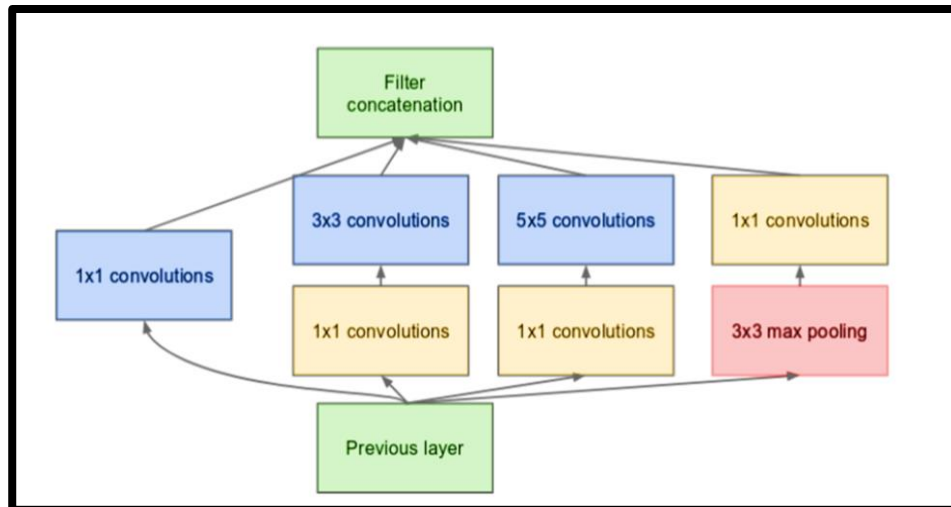 Filter
concatenation
3x3 convolutions
5x5 convolutions
1x1 convolutions
1x1 convolutions
1x1 convolutions
1x1 convolutions
3x3 max pooling
Previous layer